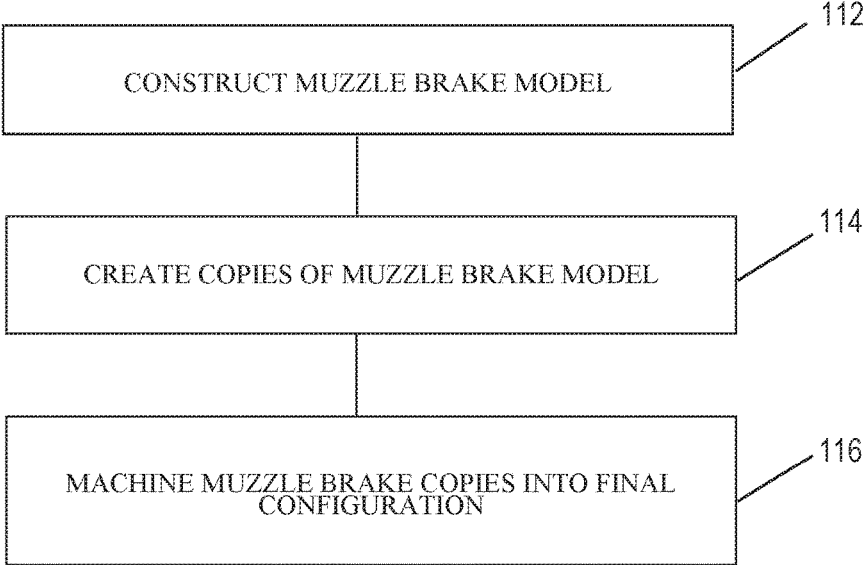 112
CONSTRUCT MUZZLE BRAKE MODEL
114
CREATE COPIES OF MUZZLE BRAKE MODEL
116
MACHINE MUZZLE BRAKE COPIES INTO FINAL
CONFIGURATION